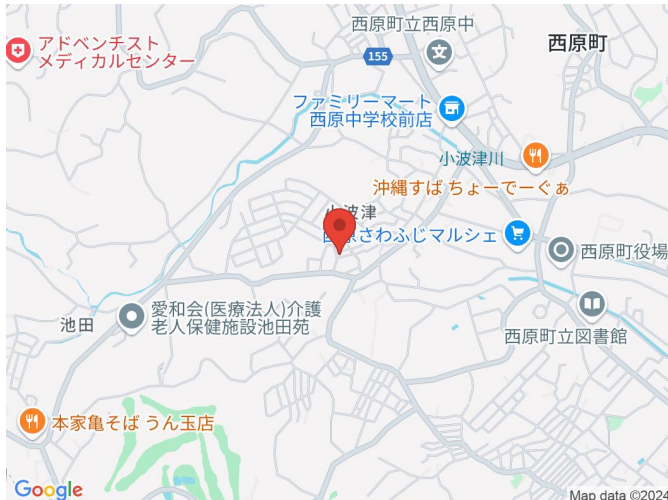 西原町立西原中
西原町
アドベンチスト
メディカルセンター
155
文
ファミリーマート
西原中学校前店
小波津川
沖縄すば ちょーでーぐぁ
小波津
西原さわふじマルシェ
西原町役場
愛和会(医療法人)介護
老人保健施設池田苑
池田
西原町立図書館
本家亀そば うん玉店
Google
Map data ©2024